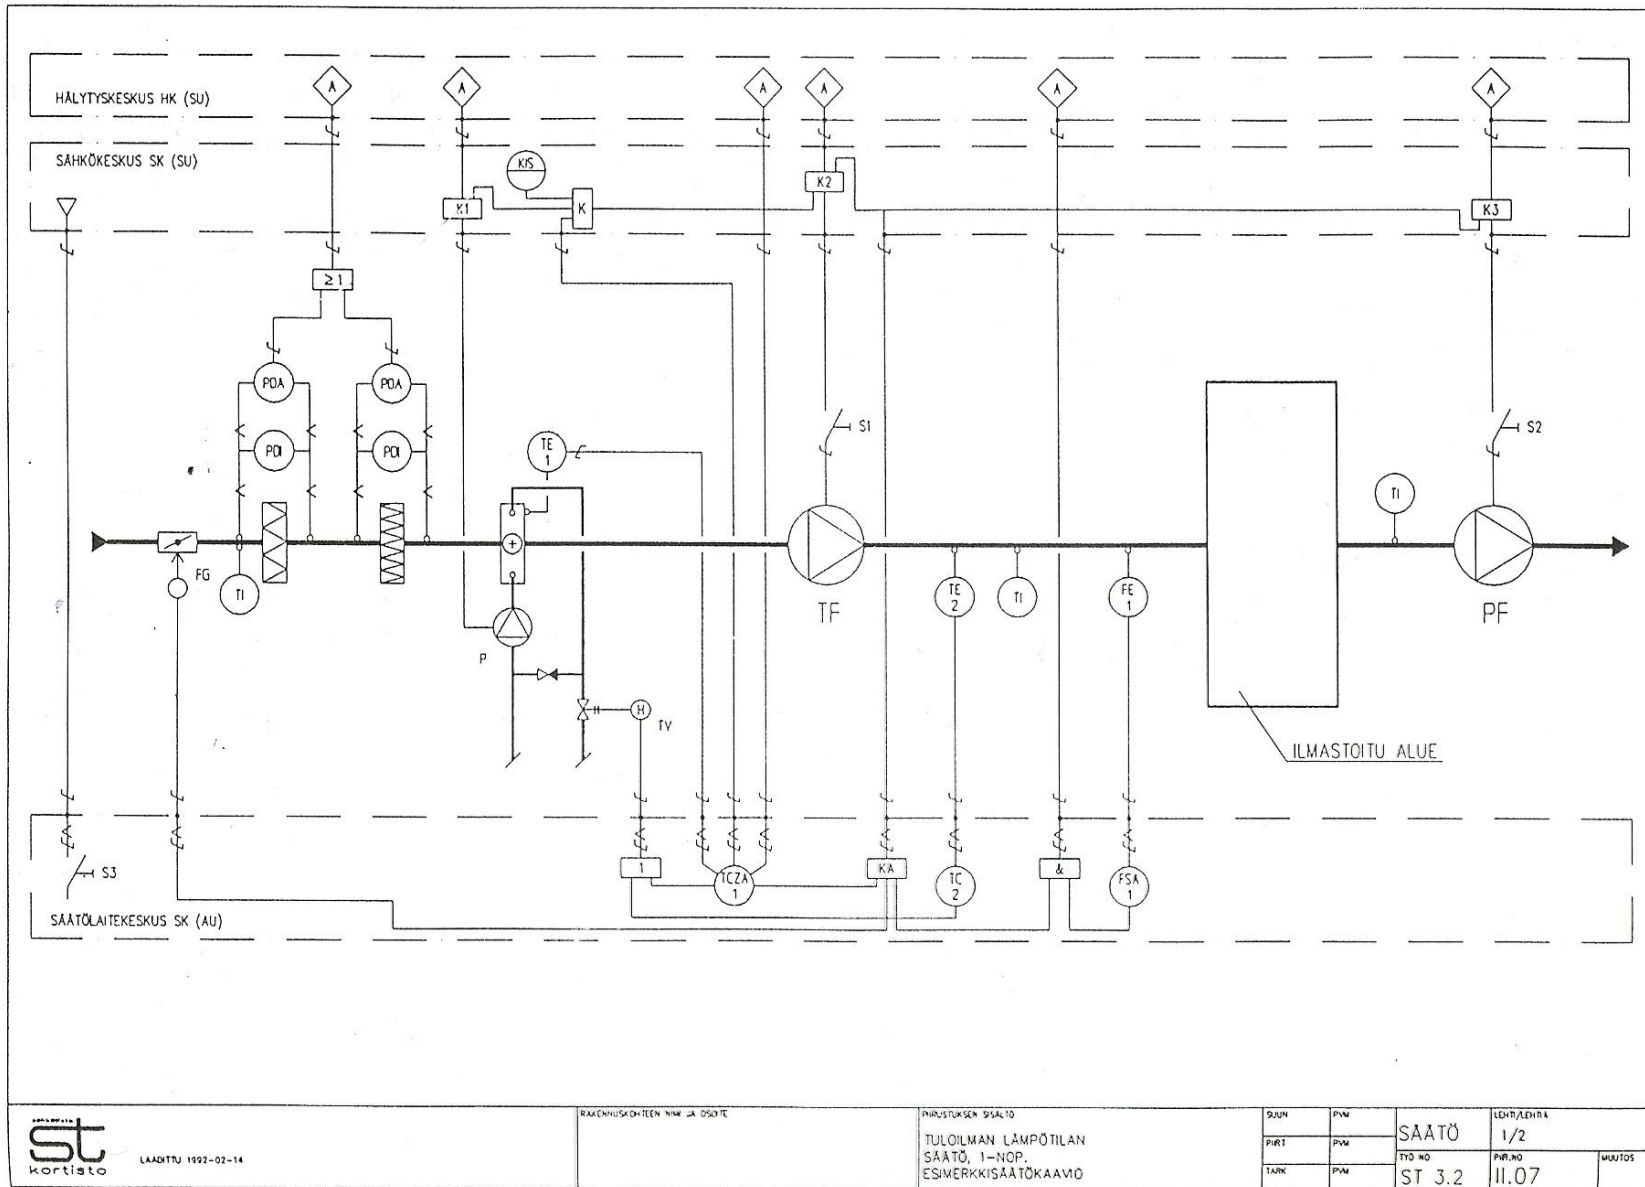 HÄLYTYSKESKUS HK (SU)
A
A
A
A
A
A
SÄHKÖKESKUS SK (SU)
KIS
K1
K
K2
K3
≥1
PDA
PDA
PDI
PDI
TE
1
S1
S2
TI
FG
TI
P
TF
TE
2
TI
FE
1
PF
M
TV
ILMASTOITU ALUE
S3
1
TCZA
1
KA
TC
2
&
FSA
1
SÄÄTÖLAITEKESKUS SK (AU)
st
kortisto
LAADITTU 1992-02-14
RAKENNUSKOHTEEN NIMI JA OSOITE
PIIRUSTUKSEN SISÄLTÖ
TULOILMAN LÄMPÖTILAN
SÄÄTÖ, 1-NOP.
ESIMERKKISÄÄTÖKAAVIO
SUUN
PVM
PIIRT
PVM
TARK
PVM
SÄÄTÖ
LEHTI/LEHTIÄ
1/2
TYÖ NO
ST 3.2
PIIR.NO
II.07
MUUTOS